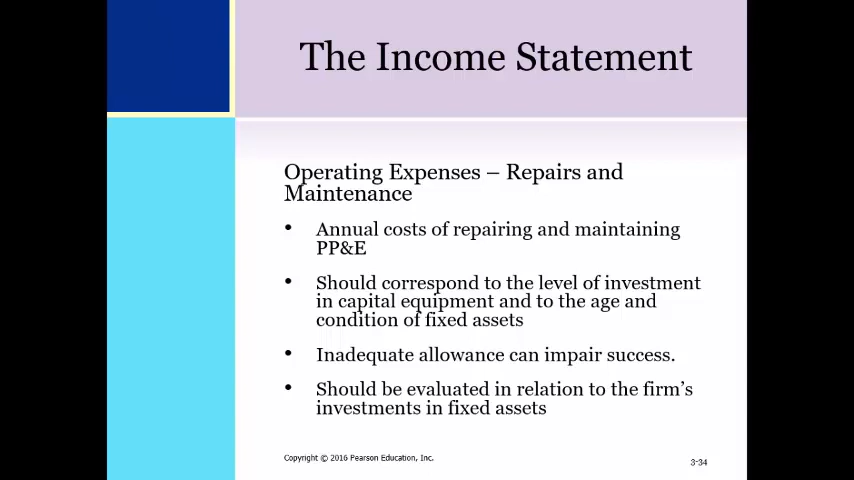 The Income Statement
Operating Expenses – Repairs and
Maintenance
• Annual costs of repairing and maintaining
PP&E
• Should correspond to the level of investment
in capital equipment and to the age and
condition of fixed assets
• Inadequate allowance can impair success.
• Should be evaluated in relation to the firm’s
investments in fixed assets
Copyright © 2016 Pearson Education, Inc.
3-34